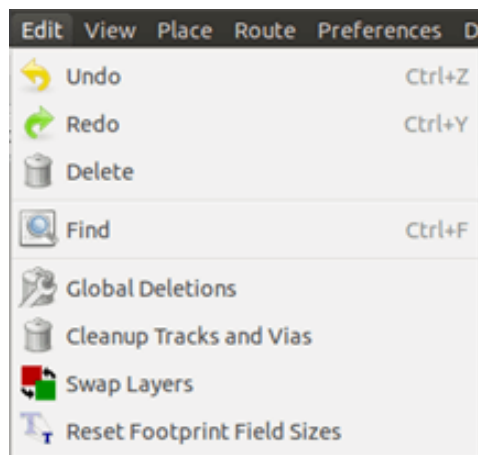 Edit View Place Route Preferences D
Undo Ctrl+Z
Redo Ctrl+Y
Delete
Find Ctrl+F
Global Deletions
Cleanup Tracks and Vias
Swap Layers
Reset Footprint Field Sizes